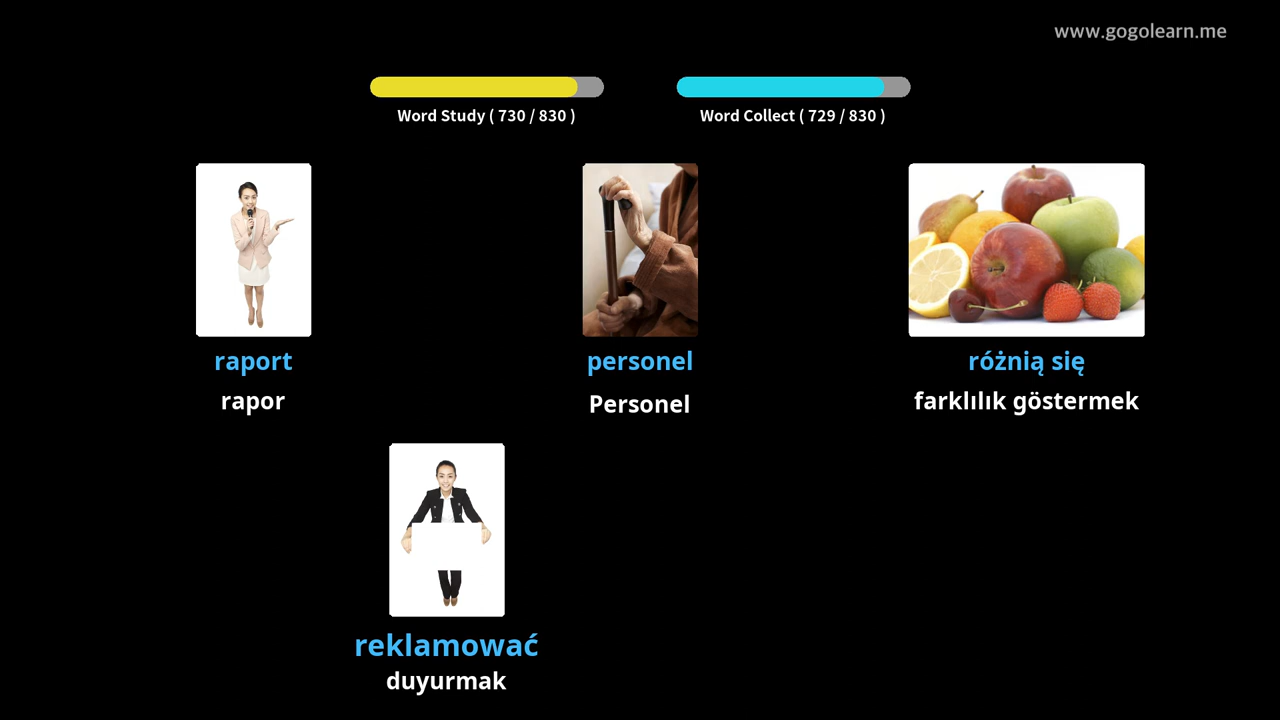 www.gogolearn.me
Word Study ( 730 / 830 )
Word Collect ( 729 / 830 )
raport
rapor
personel
Personel
różnią się
farklılık göstermek
reklamować
duyurmak